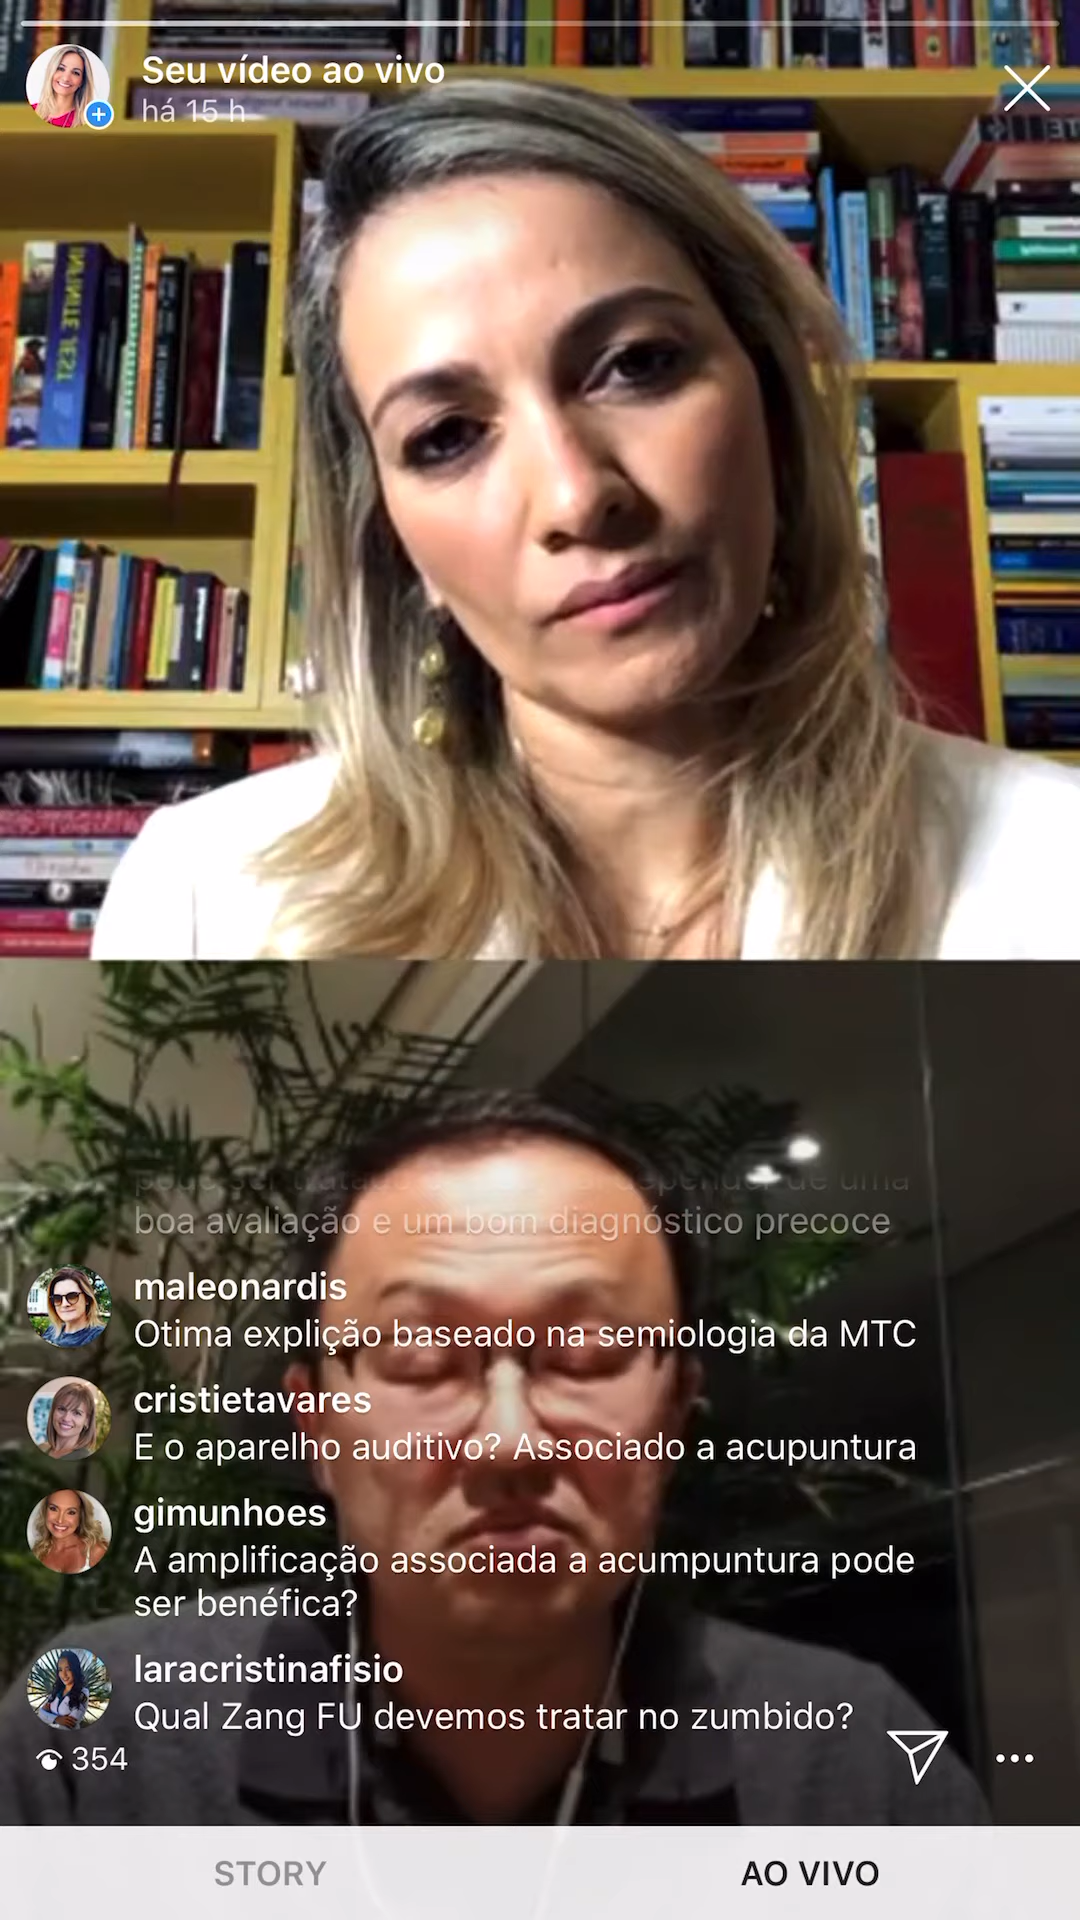 Seu vídeo ao vivo
há 15 h
INFINITE JEST
boa avaliação e um bom diagnóstico precoce
maleonardis
Otima explição baseado na semiologia da MTC
cristietavares
E o aparelho auditivo? Associado a acupuntura
gimunhoes
A amplificação associada a acumpuntura pode
ser benéfica?
laracristinafisio
Qual Zang FU devemos tratar no zumbido?
354
STORY
AO VIVO